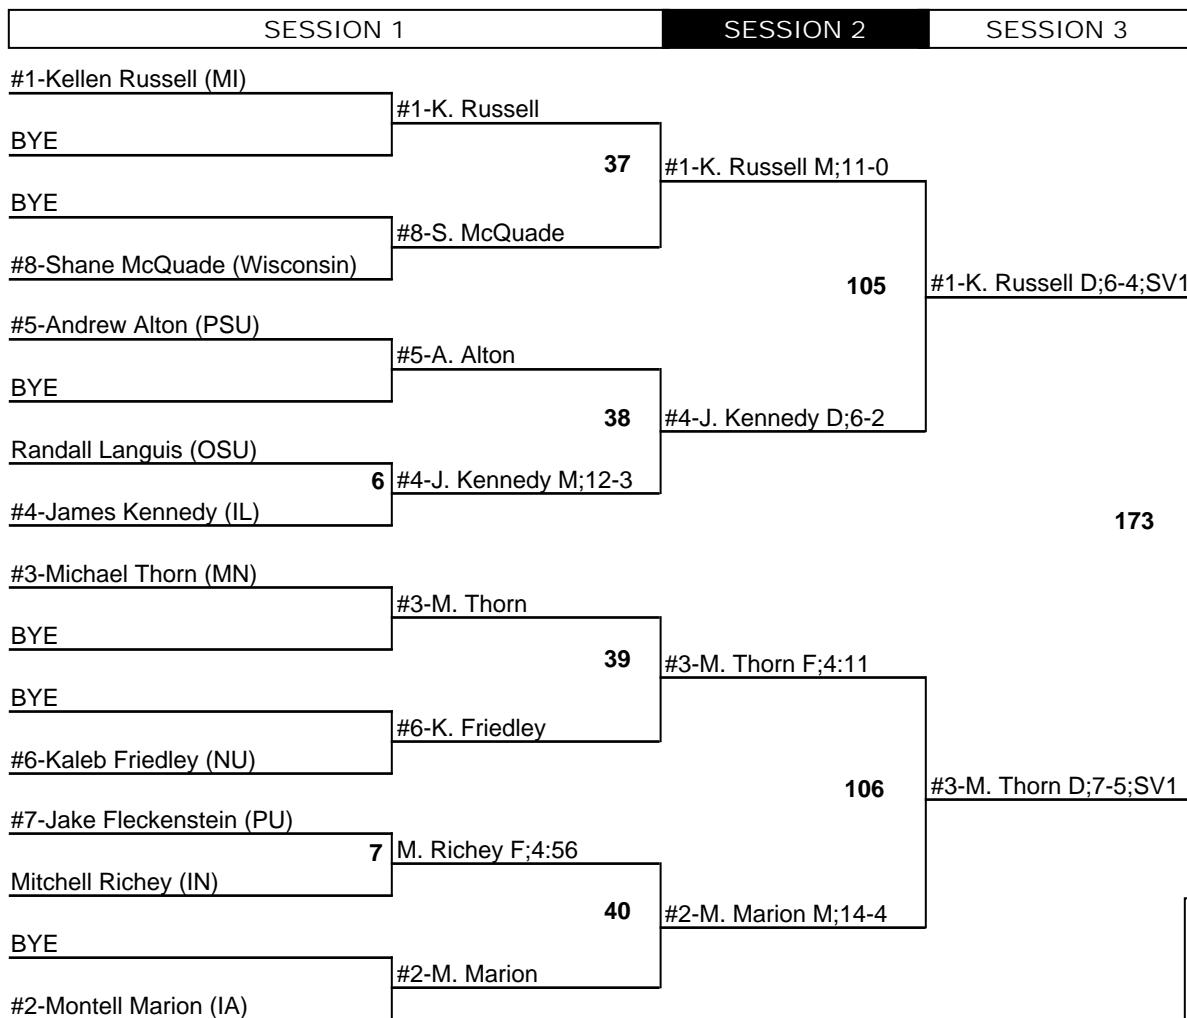 SESSION 1 SESSION 2 SESSION 3
#1-Kellen Russell (MI)
#1-K. Russell
BYE
37 #1-K. Russell M;11-0
BYE
#8-S. McQuade
#8-Shane McQuade (Wisconsin)
105 #1-K. Russell D;6-4;SV1
#5-Andrew Alton (PSU)
#5-A. Alton
BYE
38 #4-J. Kennedy D;6-2
Randall Languis (OSU)
6 #4-J. Kennedy M;12-3
#4-James Kennedy (IL)
173
#3-Michael Thorn (MN)
#3-M. Thorn
BYE
39 #3-M. Thorn F;4:11
BYE
#6-K. Friedley
#6-Kaleb Friedley (NU)
106 #3-M. Thorn D;7-5;SV1
#7-Jake Fleckenstein (PU)
7 M. Richey F;4:56
Mitchell Richey (IN)
40 #2-M. Marion M;14-4
BYE
#2-M. Marion
#2-Montell Marion (IA)